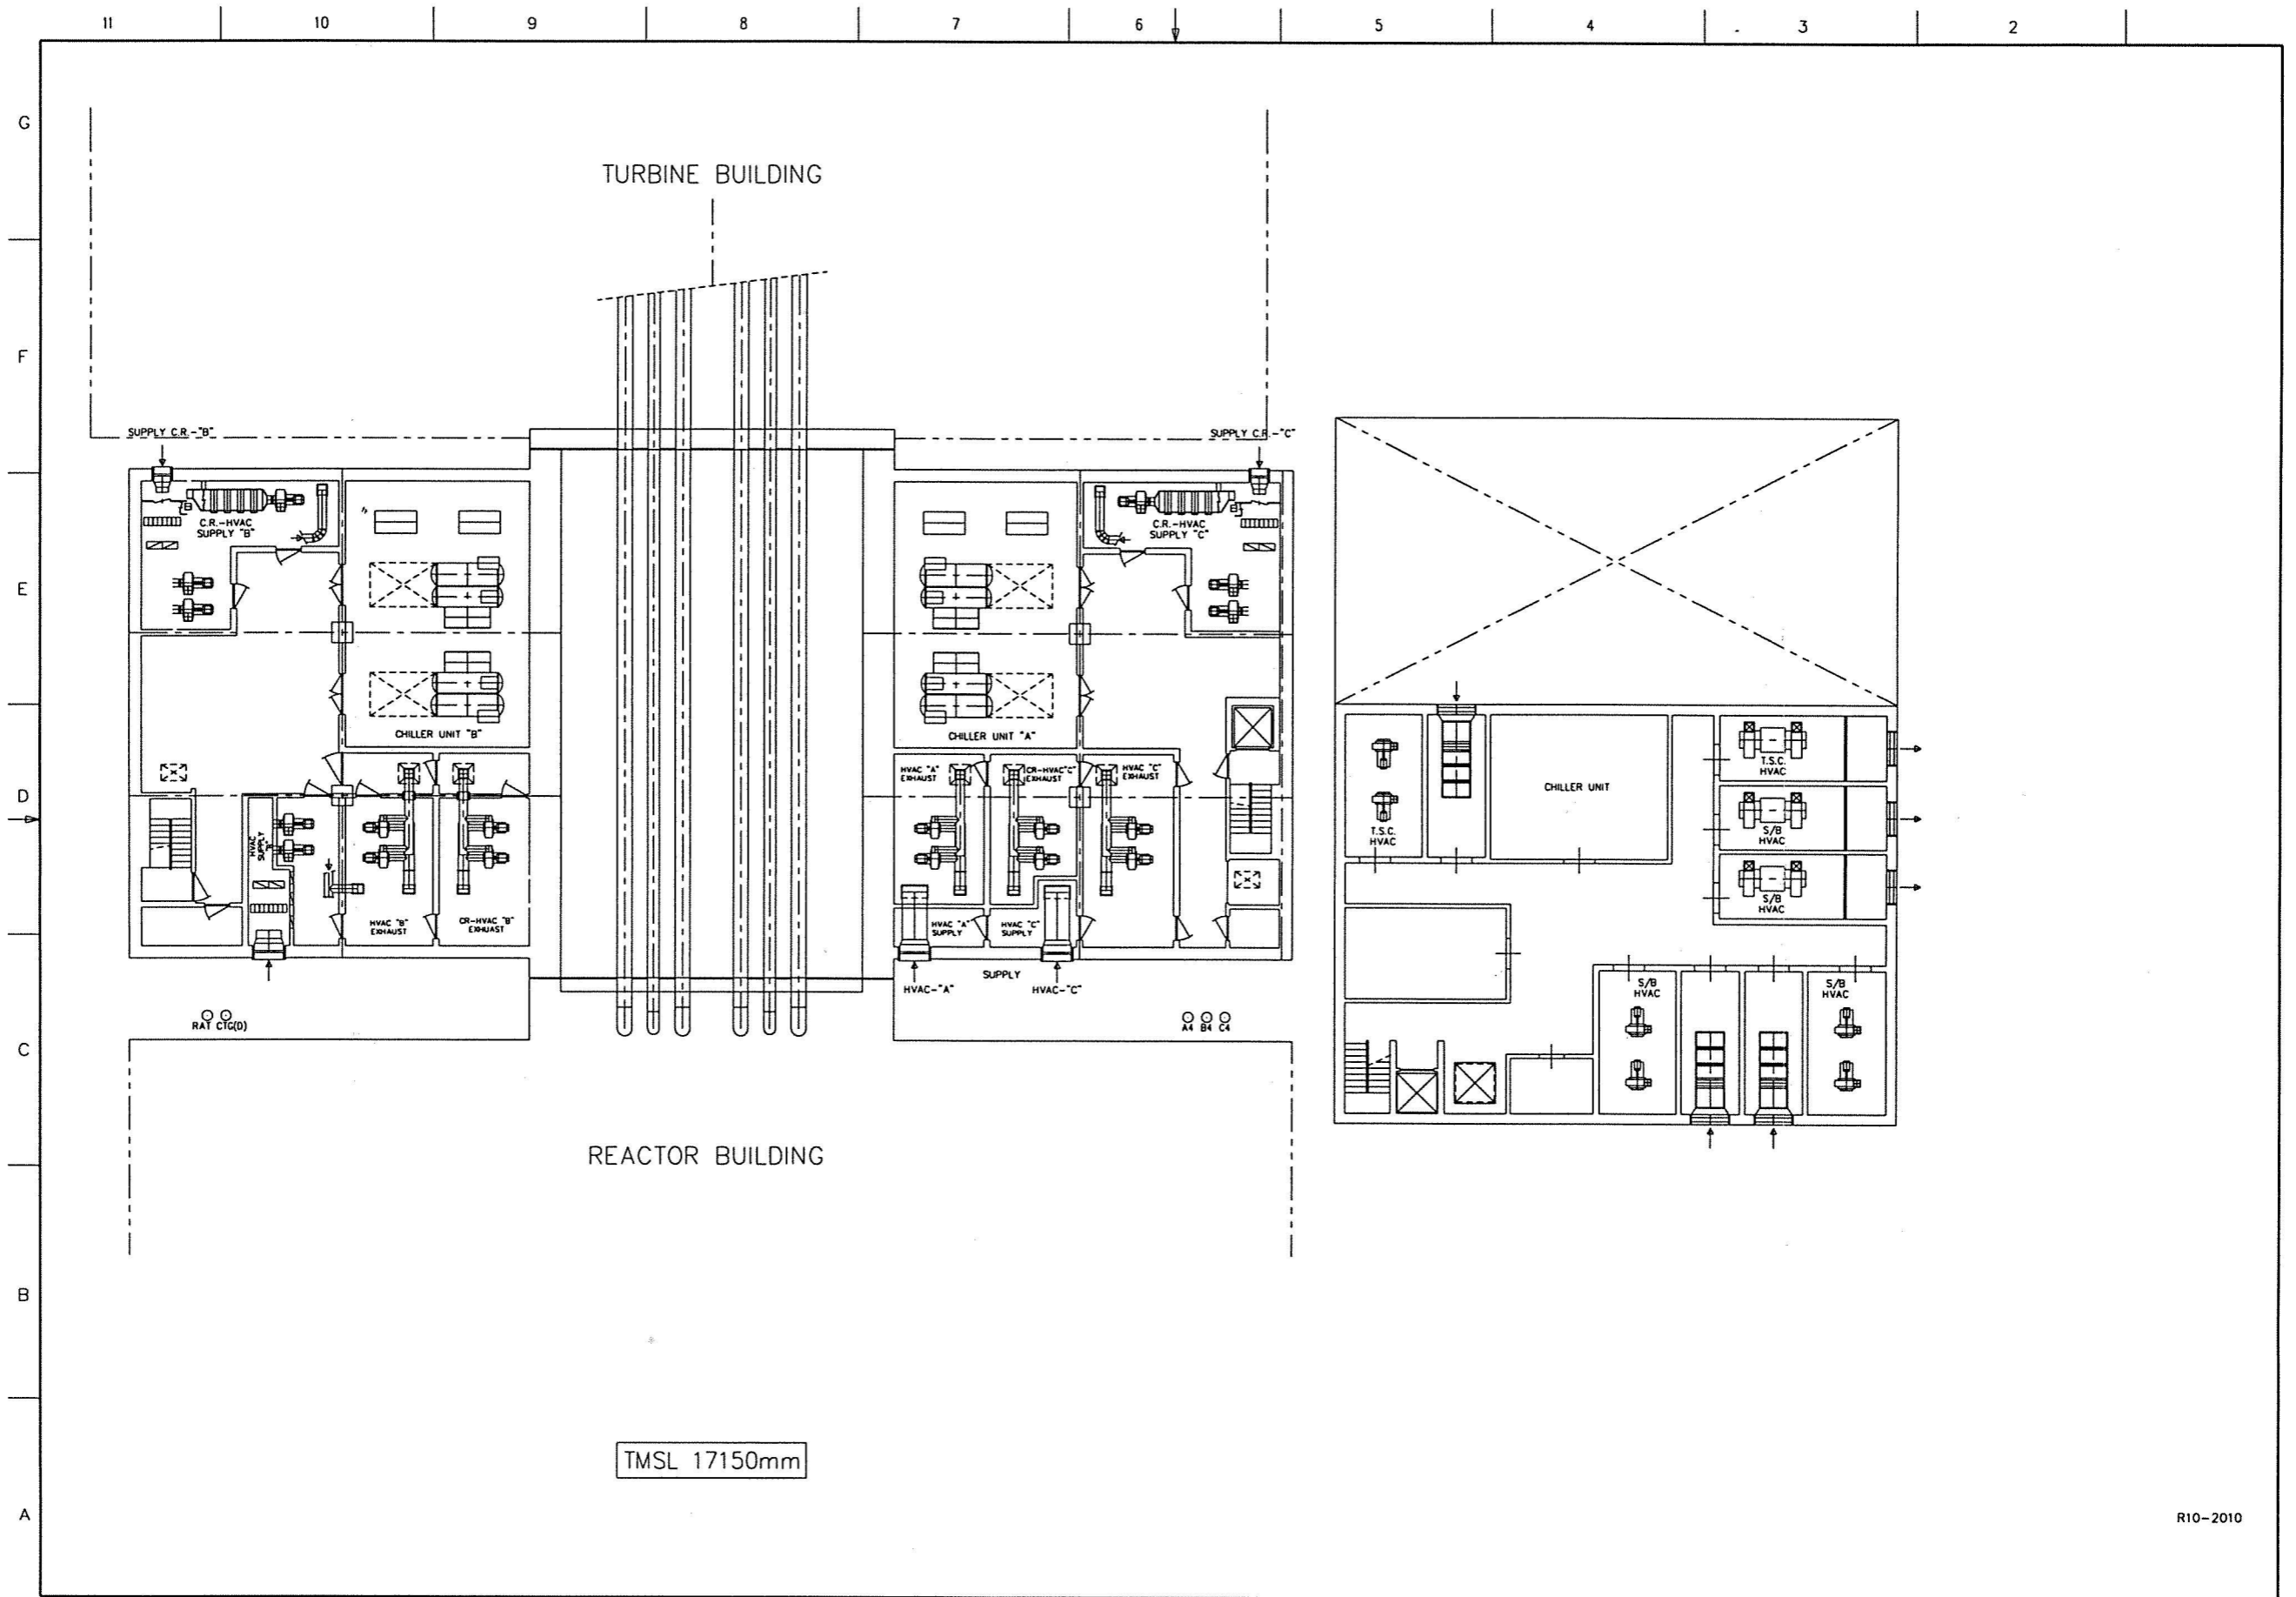 11 10 9 8 7 6 5 4 3 2
G
TURBINE BUILDING
F
SUPPLY C.R.-"B"
SUPPLY C.R.-"C"
C.R.-HVAC
SUPPLY "B"
C.R.-HVAC
SUPPLY "C"
E
CHILLER UNIT "B"
CHILLER UNIT "A"
HVAC "A"
EXHAUST
CR-HVAC"C"
EXHAUST
HVAC "C"
EXHAUST
T.S.C.
HVAC
D
CHILLER UNIT
T.S.C.
HVAC
S/B
HVAC
S/B
HVAC
HVAC
SUPPLY
"B"
HVAC "B"
EXHAUST
CR-HVAC "B"
EXHUAST
HVAC "A"
SUPPLY
HVAC "C"
SUPPLY
SUPPLY
HVAC-"A"
HVAC-"C"
S/B
HVAC
S/B
HVAC
RAT CTG(D)
A4 B4 C4
C
REACTOR BUILDING
B
TMSL 17150mm
A
R10-2010